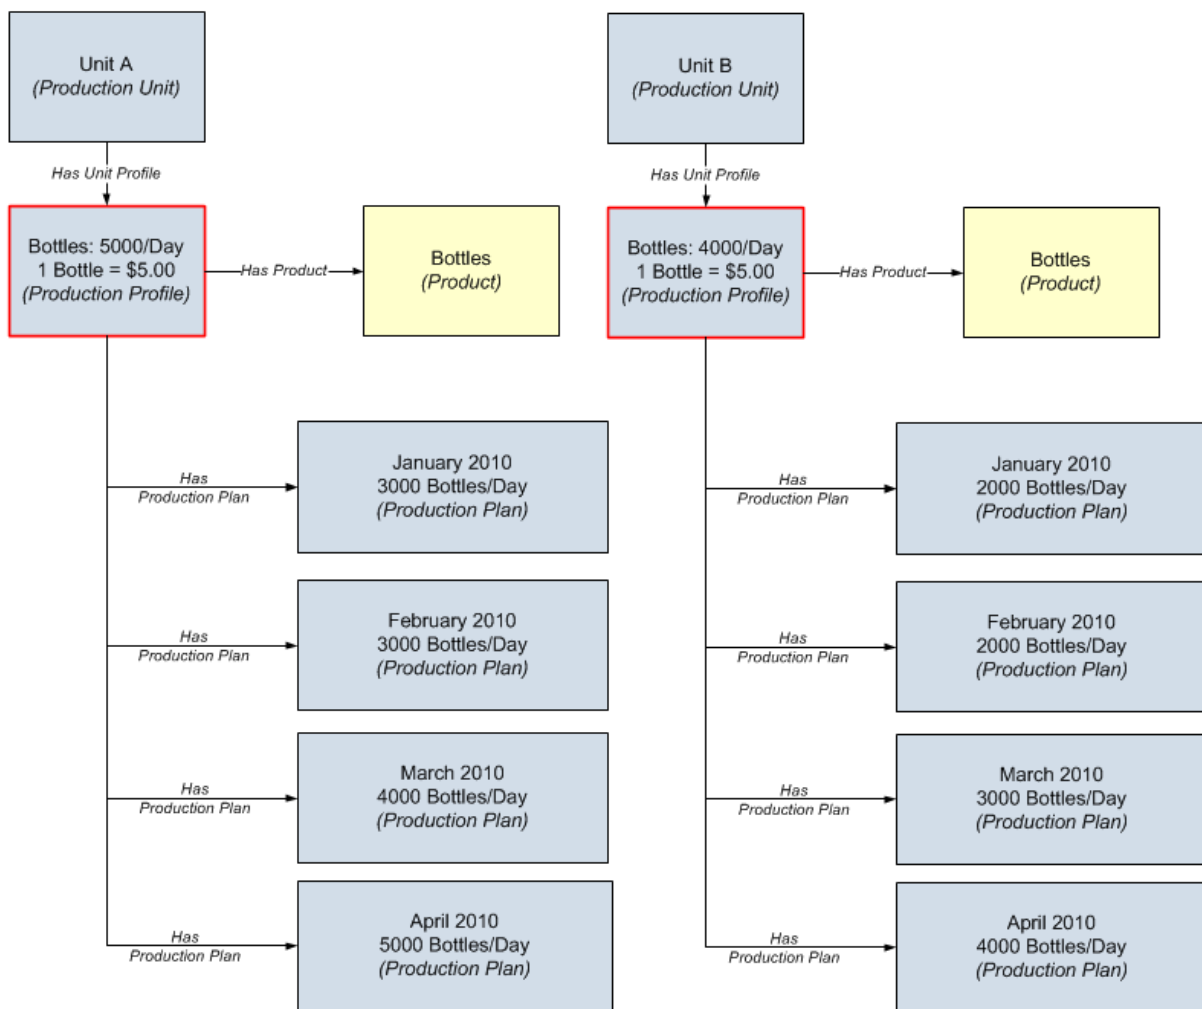 Unit A
(Production Unit)
Has Unit Profile
Bottles: 5000/Day
1 Bottle = $5.00
(Production Profile)
Has Product
Bottles
(Product)
Has
Production Plan
January 2010
3000 Bottles/Day
(Production Plan)
Has
Production Plan
February 2010
3000 Bottles/Day
(Production Plan)
Has
Production Plan
March 2010
4000 Bottles/Day
(Production Plan)
Has
Production Plan
April 2010
5000 Bottles/Day
(Production Plan)
Unit B
(Production Unit)
Has Unit Profile
Bottles: 4000/Day
1 Bottle = $5.00
(Production Profile)
Has Product
Bottles
(Product)
Has
Production Plan
January 2010
2000 Bottles/Day
(Production Plan)
Has
Production Plan
February 2010
2000 Bottles/Day
(Production Plan)
Has
Production Plan
March 2010
3000 Bottles/Day
(Production Plan)
Has
Production Plan
April 2010
4000 Bottles/Day
(Production Plan)